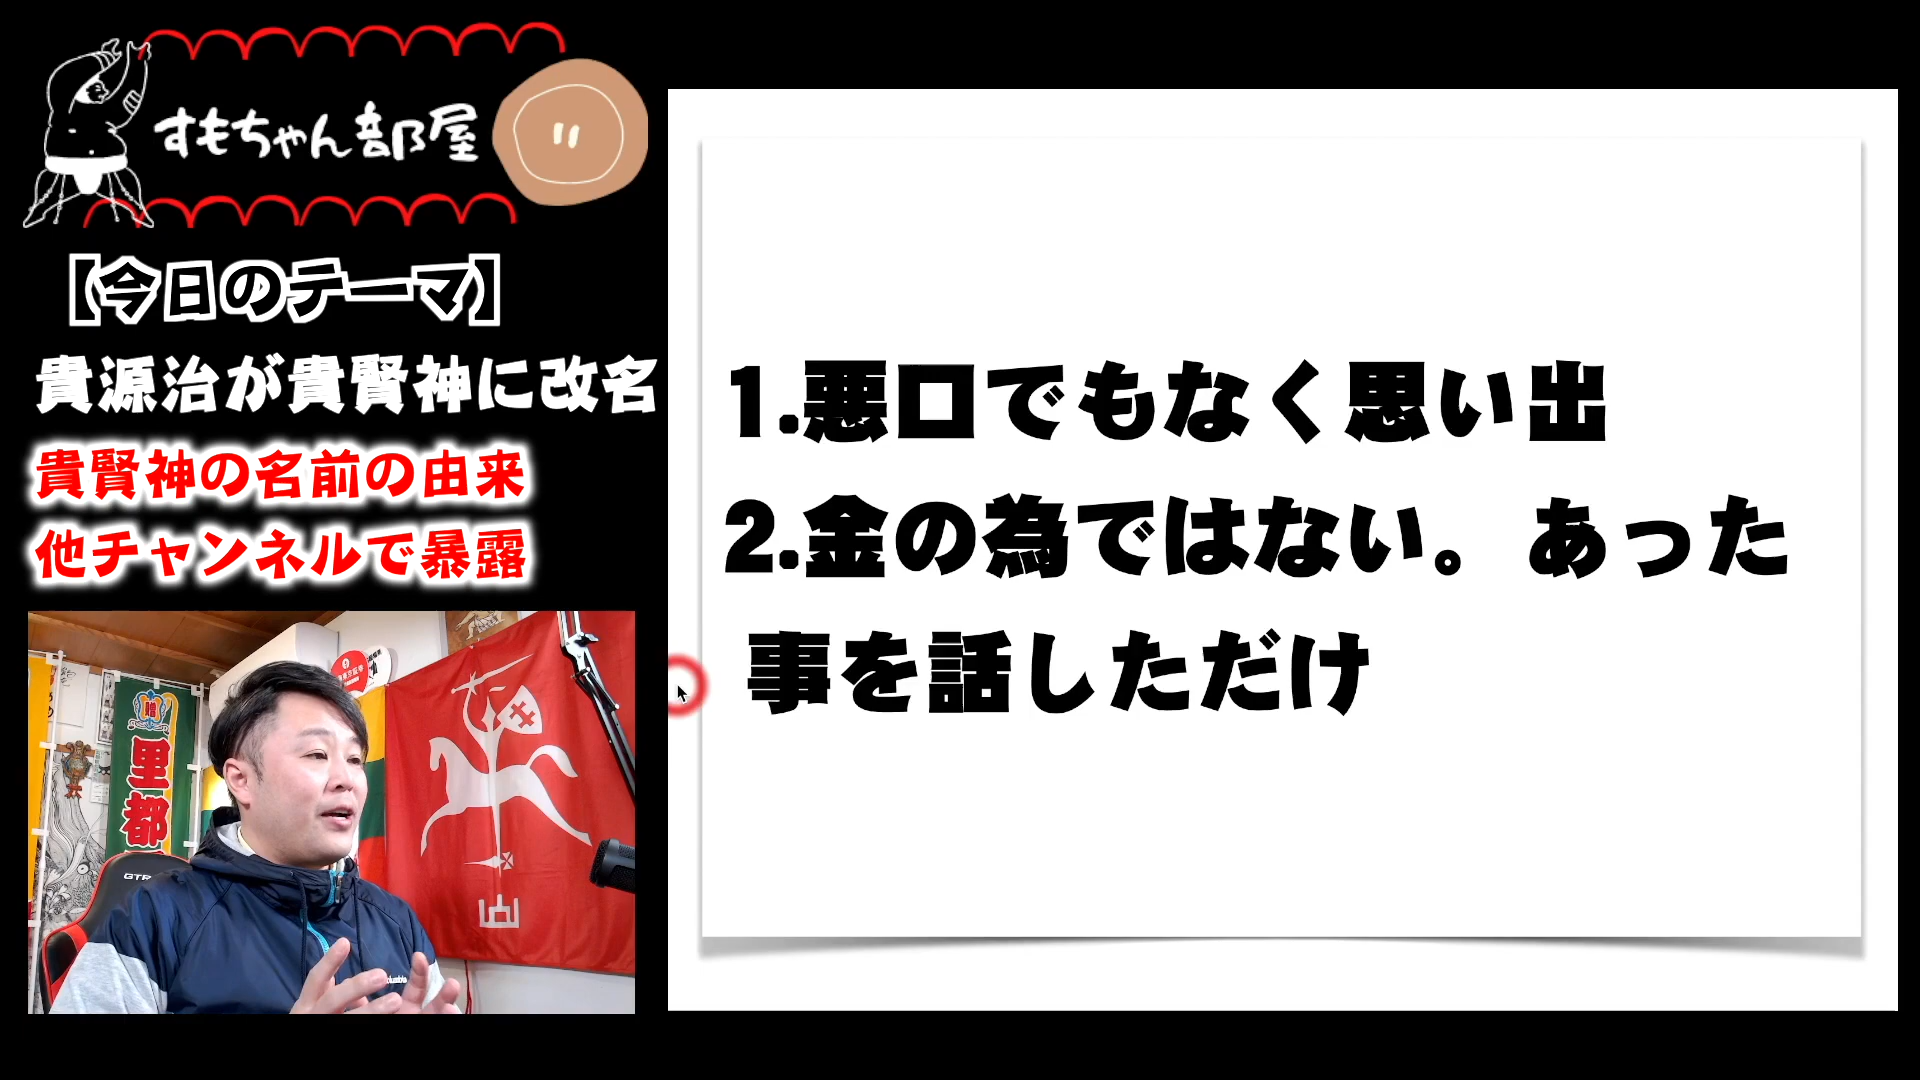 すもちゃん部屋
【今日のテーマ】
貴源治が貴賢神に改名
貴賢神の名前の由来
他チャンネルで暴露
1.悪口でもなく思い出
2.金の為ではない。あった
事を話しただけ
贈
里都
GTR